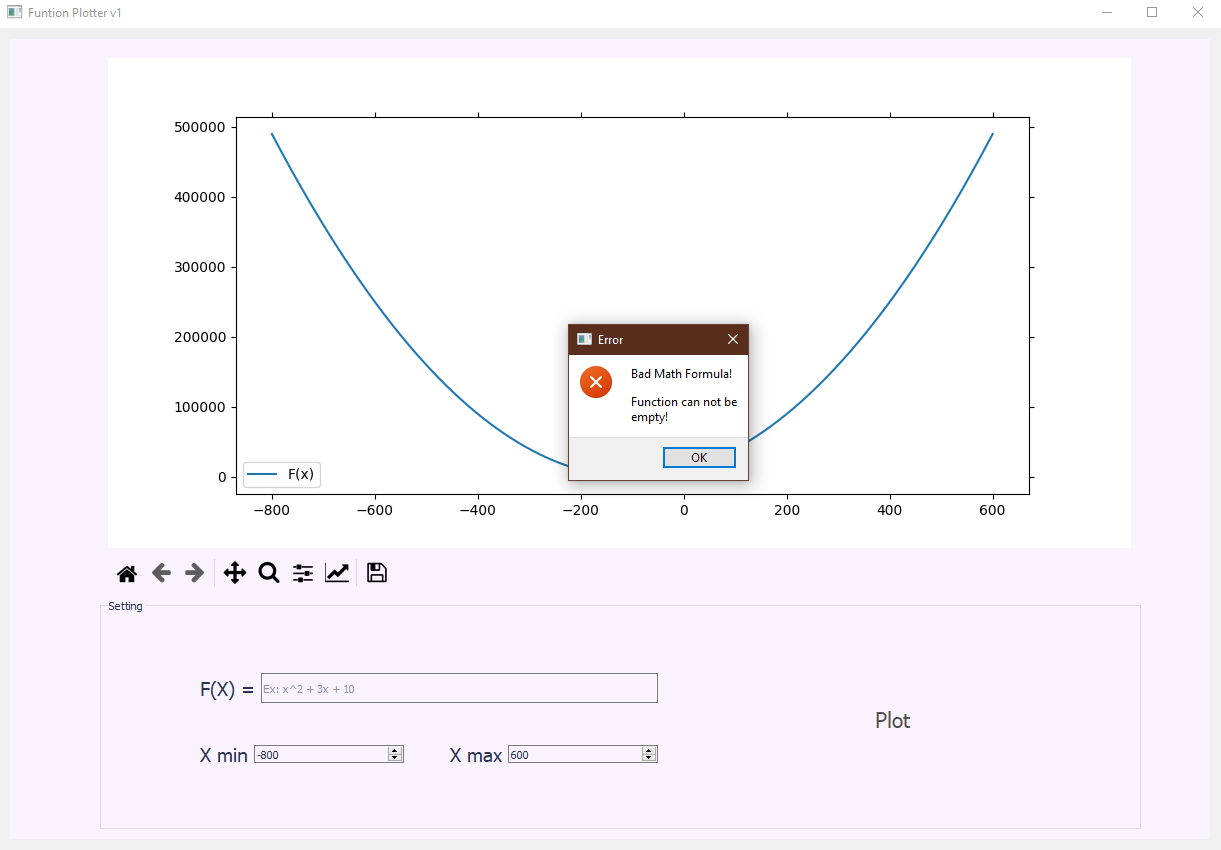 Funtion Plotter v1
500000
400000
300000
200000
100000
0
F(x)
−800
−600
−400
−200
0
200
400
600
Error
Bad Math Formula!
Function can not be
empty!
OK
Setting
F(X) =
Ex: x^2 + 3x + 10
Plot
X min
-800
X max
600